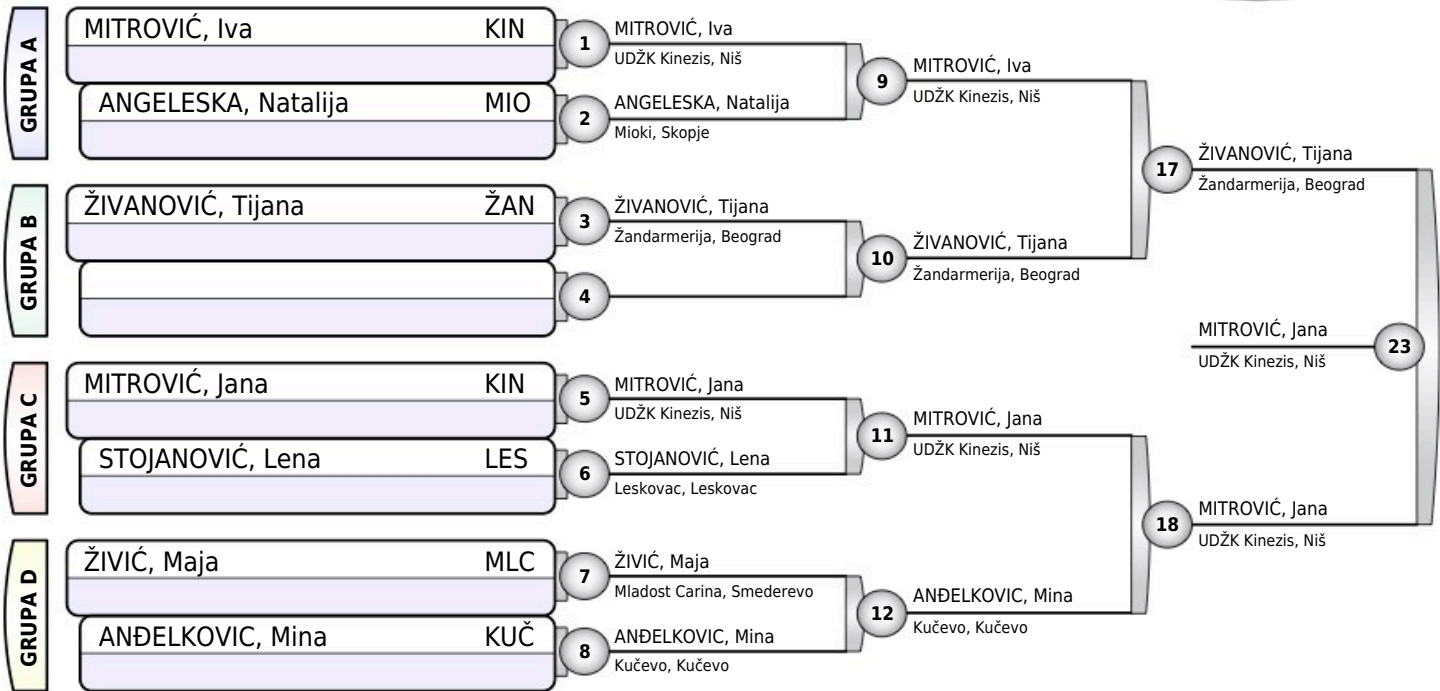 GRUPA A
MITROVIĆ, Iva KIN
ANGELESKA, Natalija MIO
1
MITROVIĆ, Iva
UDŽK Kinezis, Niš
2
ANGELESKA, Natalija
Mioki, Skopje
9
MITROVIĆ, Iva
UDŽK Kinezis, Niš
GRUPA B
ŽIVANOVIĆ, Tijana ŽAN
3
ŽIVANOVIĆ, Tijana
Žandarmerija, Beograd
4
10
ŽIVANOVIĆ, Tijana
Žandarmerija, Beograd
17
ŽIVANOVIĆ, Tijana
Žandarmerija, Beograd
GRUPA C
MITROVIĆ, Jana KIN
STOJANOVIĆ, Lena LES
5
MITROVIĆ, Jana
UDŽK Kinezis, Niš
6
STOJANOVIĆ, Lena
Leskovac, Leskovac
11
MITROVIĆ, Jana
UDŽK Kinezis, Niš
GRUPA D
ŽIVIĆ, Maja MLC
ANĐELKOVIC, Mina KUČ
7
ŽIVIĆ, Maja
Mladost Carina, Smederevo
8
ANĐELKOVIC, Mina
Kučevo, Kučevo
12
ANĐELKOVIC, Mina
Kučevo, Kučevo
18
MITROVIĆ, Jana
UDŽK Kinezis, Niš
MITROVIĆ, Jana
UDŽK Kinezis, Niš
23